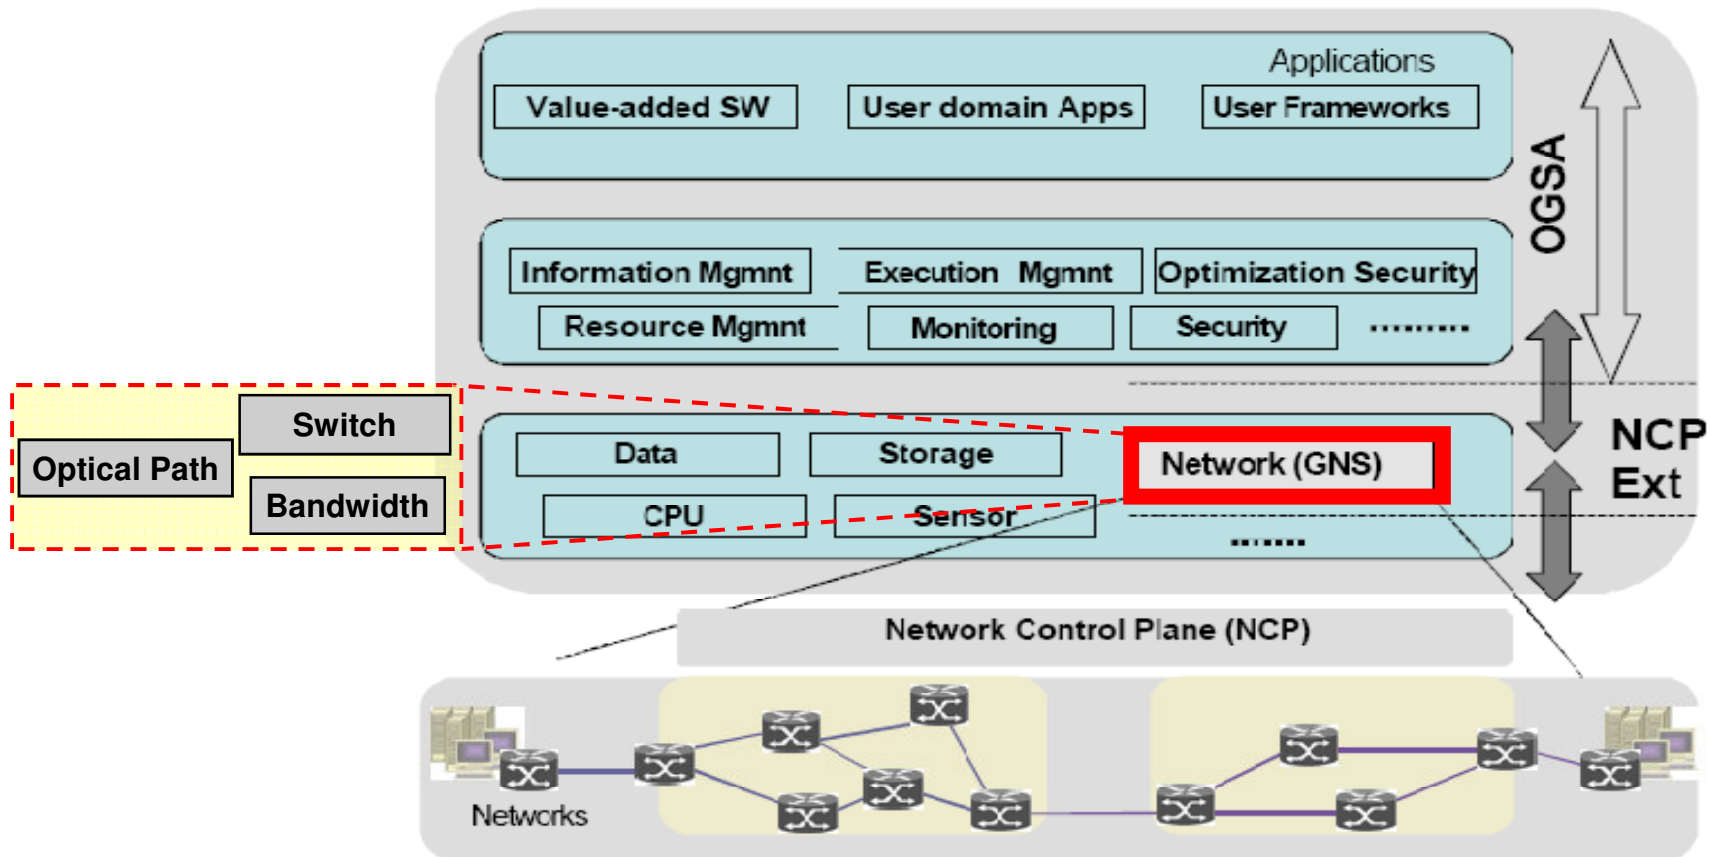 Applications
Value-added SW
User domain Apps
User Frameworks
OGSA
Information Mgmnt
Execution Mgmnt
Optimization Security
Resource Mgmnt
Monitoring
Security
.........
Switch
Optical Path
Bandwidth
Data
Storage
Network (GNS)
NCP
Ext
CPU
Sensor
.......
Network Control Plane (NCP)
Networks